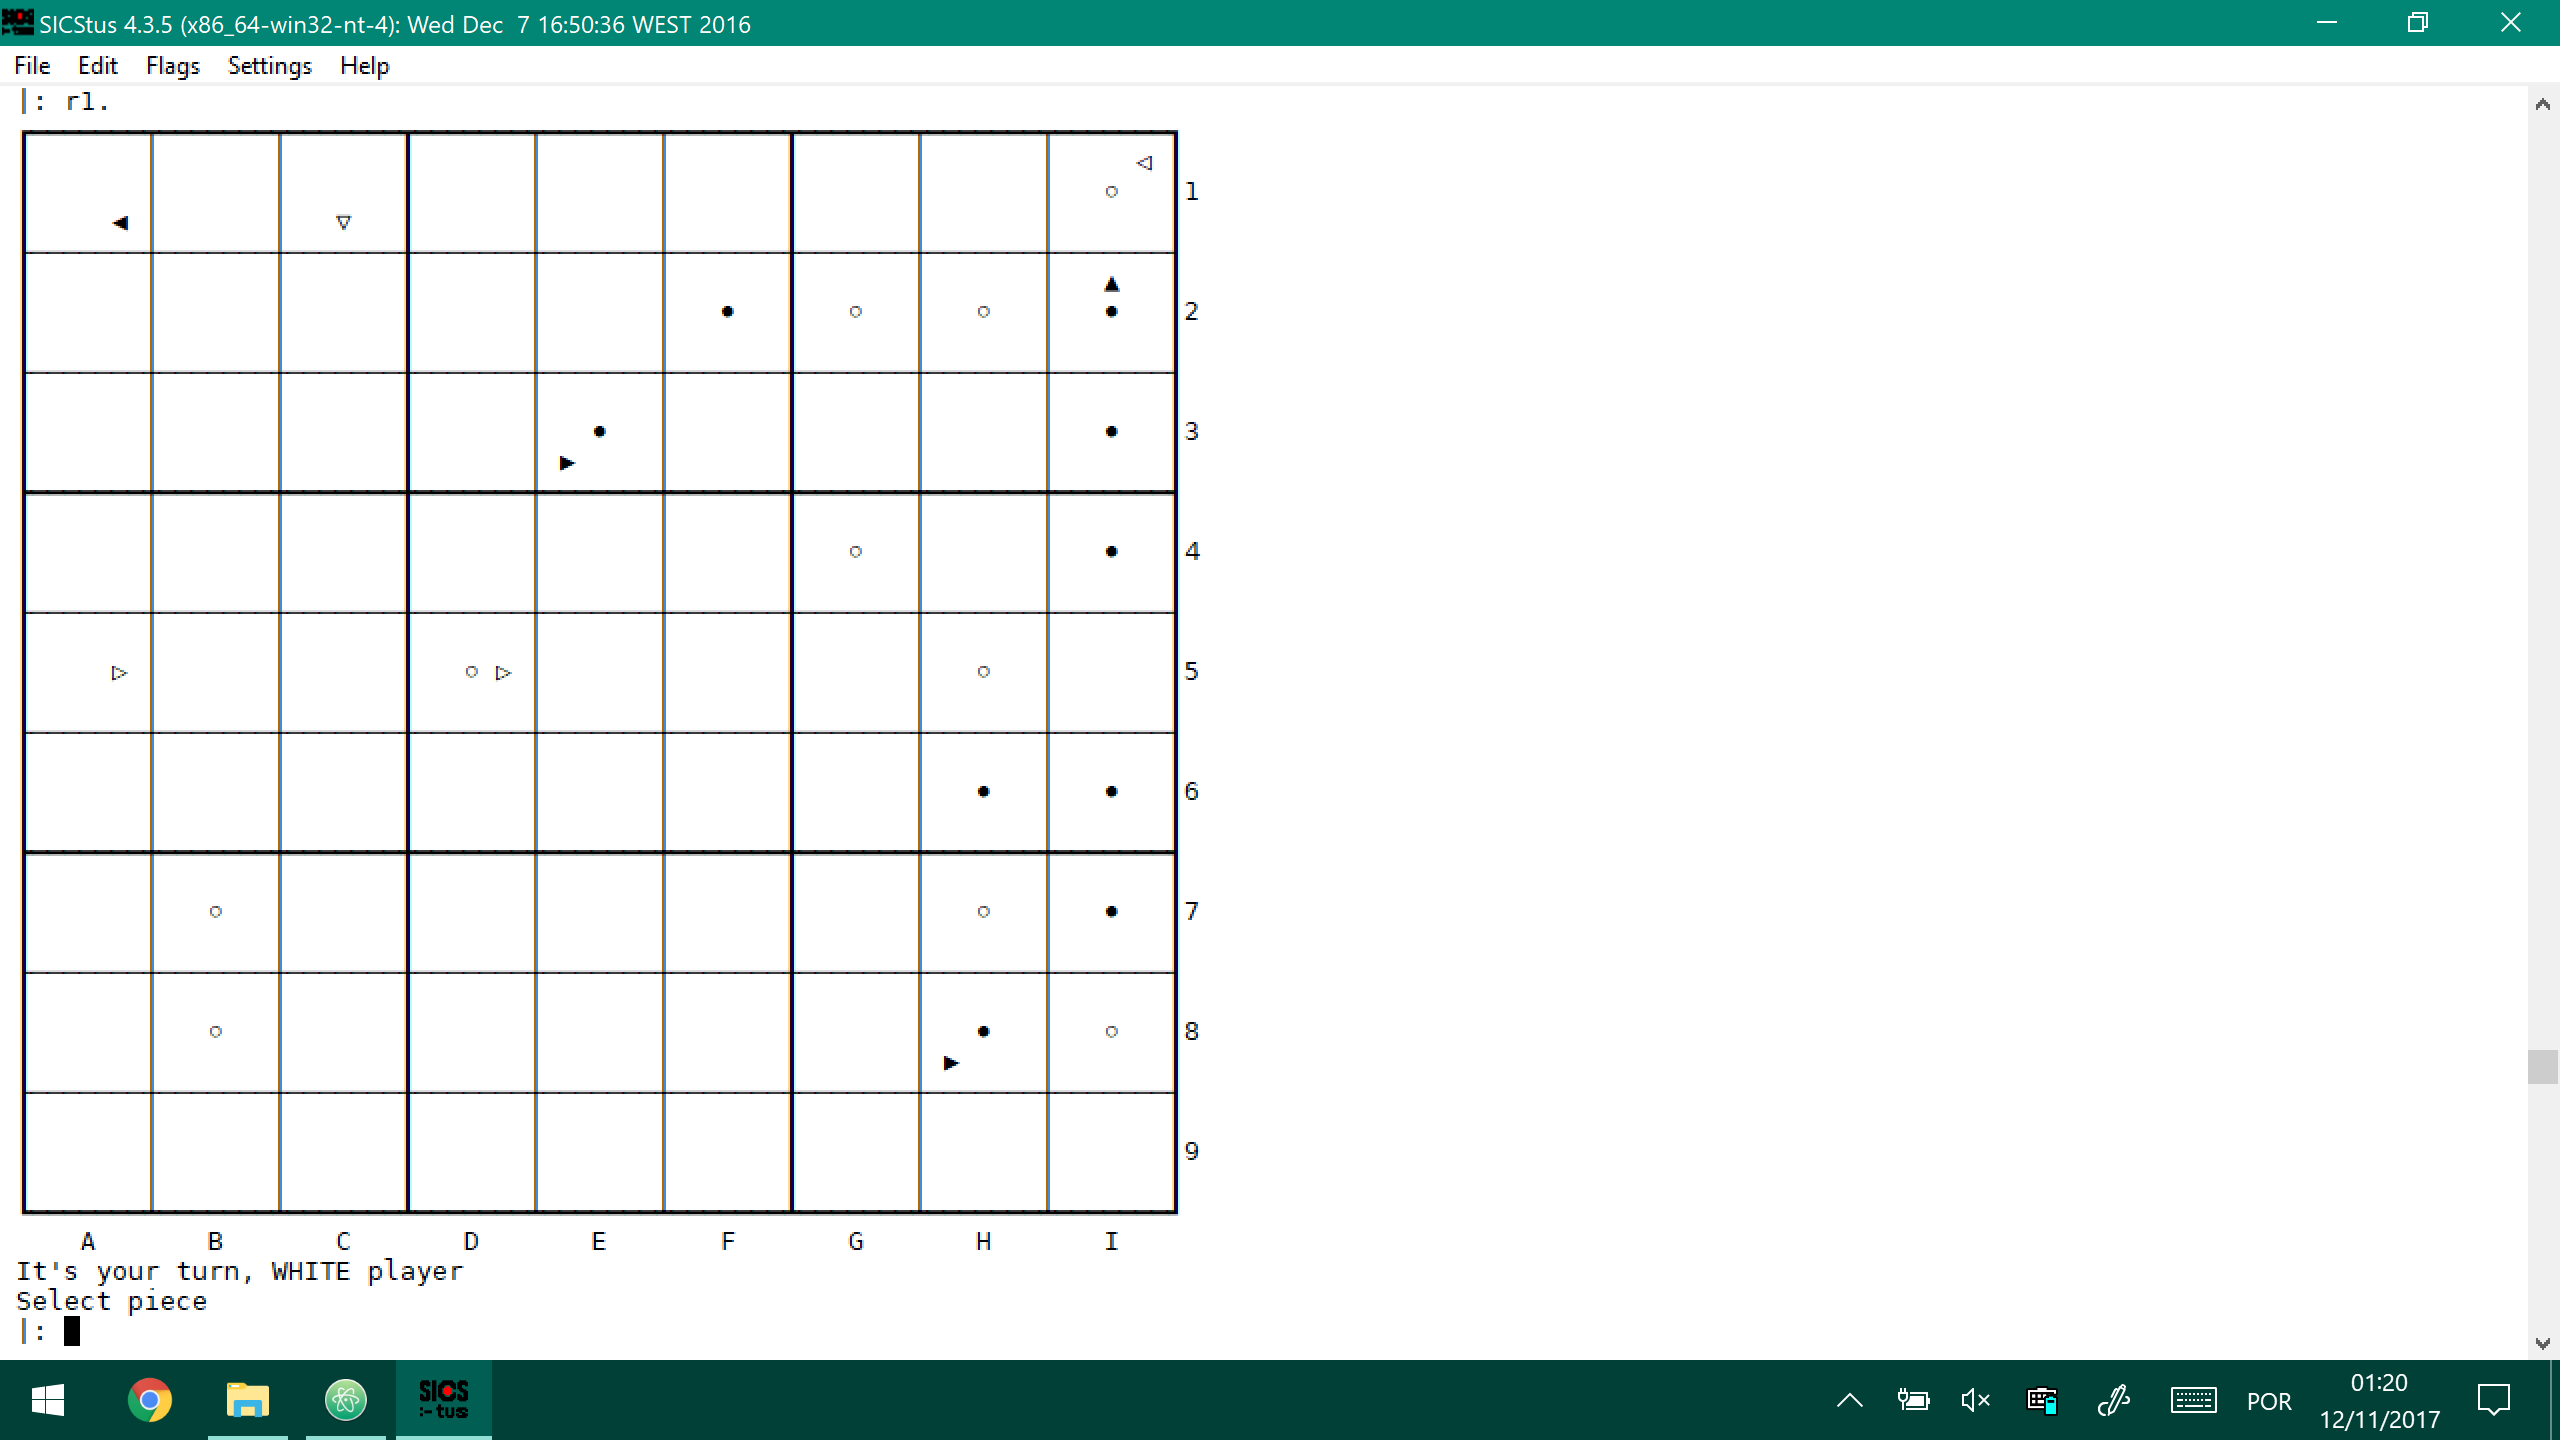 SICStus 4.3.5 (x86_64-win32-nt-4): Wed Dec  7 16:50:36 WEST 2016
File Edit Flags Settings Help
|: r1.
1
2
3
4
5
6
7
8
9
A B C D E F G H I
It's your turn, WHITE player
Select piece
|:
SICS
:- tus
POR
01:20
12/11/2017